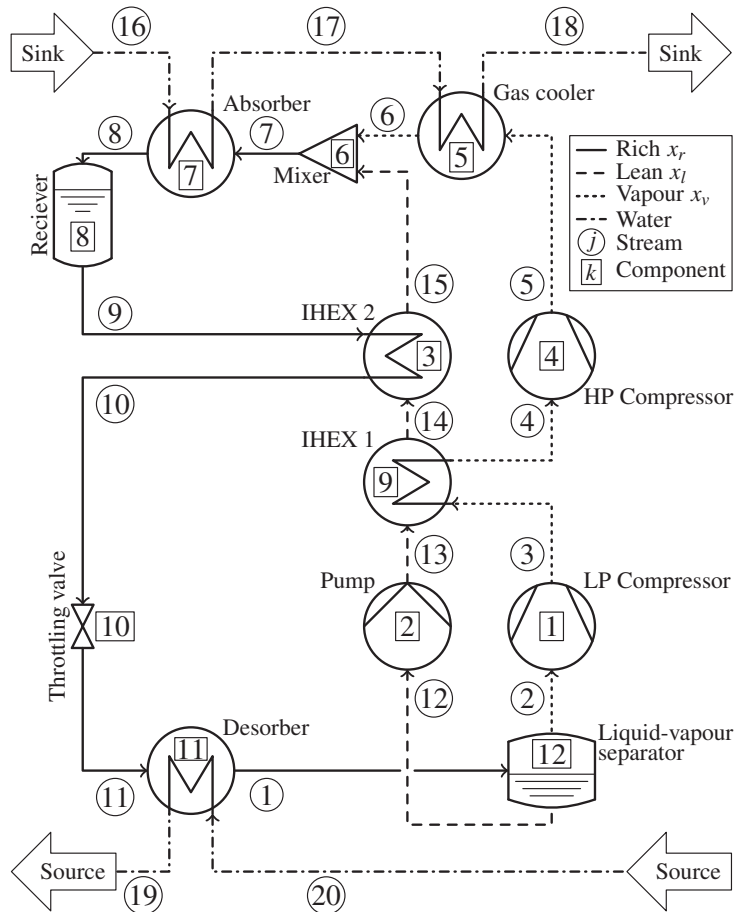 16
17
18
Sink
Sink
Absorber
Gas cooler
8
7
6
7
Mixer
6
5
Rich x_r
Lean x_l
Vapour x_v
Water
j Stream
k Component
Reciever
8
9
IHEX 2
15
5
3
4
10
14
4
HP Compressor
IHEX 1
9
13
3
Pump
LP Compressor
Throttling valve
10
2
1
12
2
Desorber
Liquid-vapour
separator
11
12
11
1
Source
Source
19
20